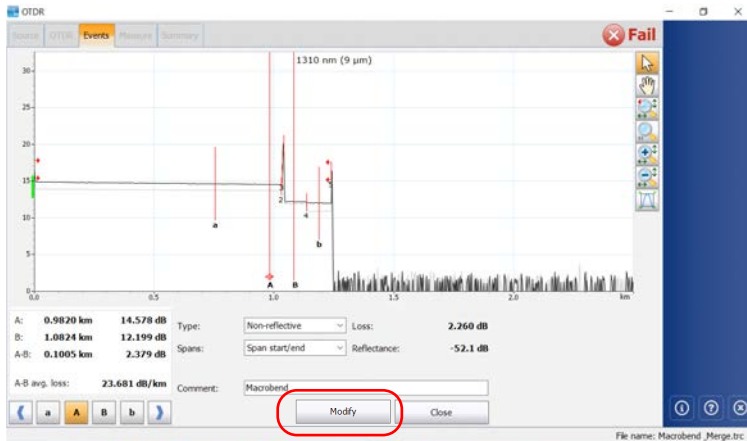 OTDR
Source OTDR Events Measure Summary
Fail
1310 nm (9 µm)
30
25
20
15
10
5
0.0 0.5 1.0 1.5 2.0 km
a A B b
2 3 4
A: 0.9820 km 14.578 dB
B: 1.0824 km 12.199 dB
A-B: 0.1005 km 2.379 dB
A-B avg. loss: 23.681 dB/km
a A B b
Type: Non-reflective Loss: 2.260 dB
Spans: Span start/end Reflectance: -52.1 dB
Comment: Macrobend
Modify Close
File name: Macrobend_Merge.trc